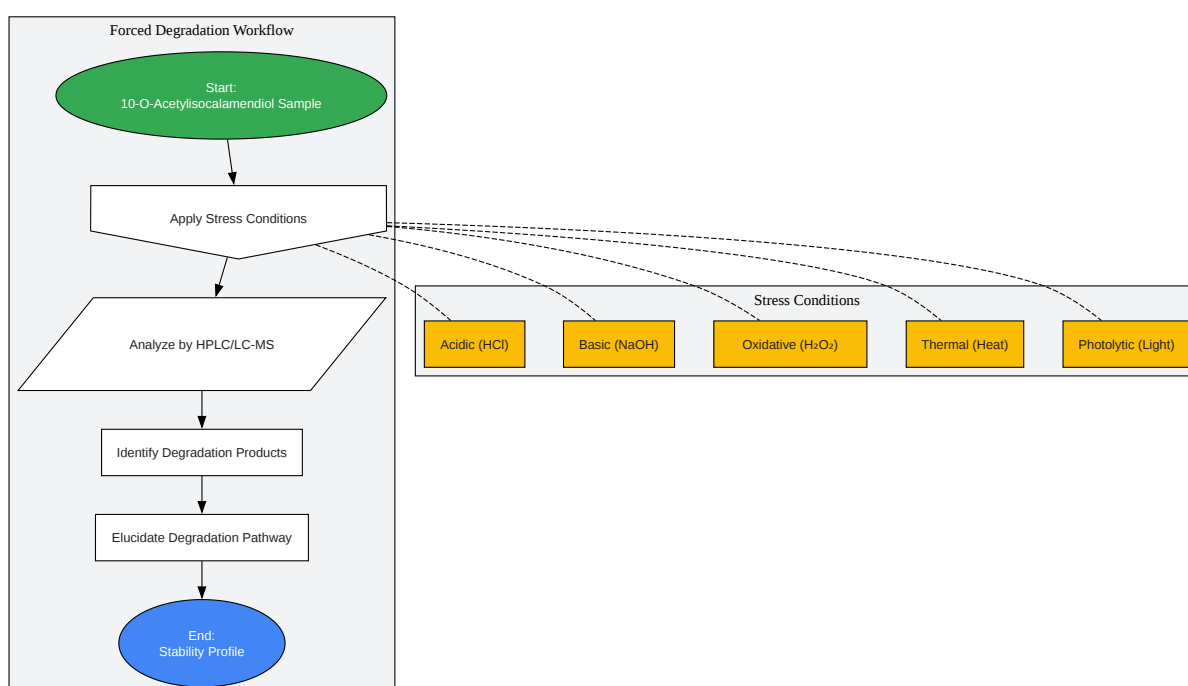 Forced Degradation Workflow
Start:
10-O-Acetylisocalamendiol Sample
Apply Stress Conditions
Stress Conditions
Acidic (HCl)
Basic (NaOH)
Oxidative (H₂O₂)
Thermal (Heat)
Photolytic (Light)
Analyze by HPLC/LC-MS
Identify Degradation Products
Elucidate Degradation Pathway
End:
Stability Profile